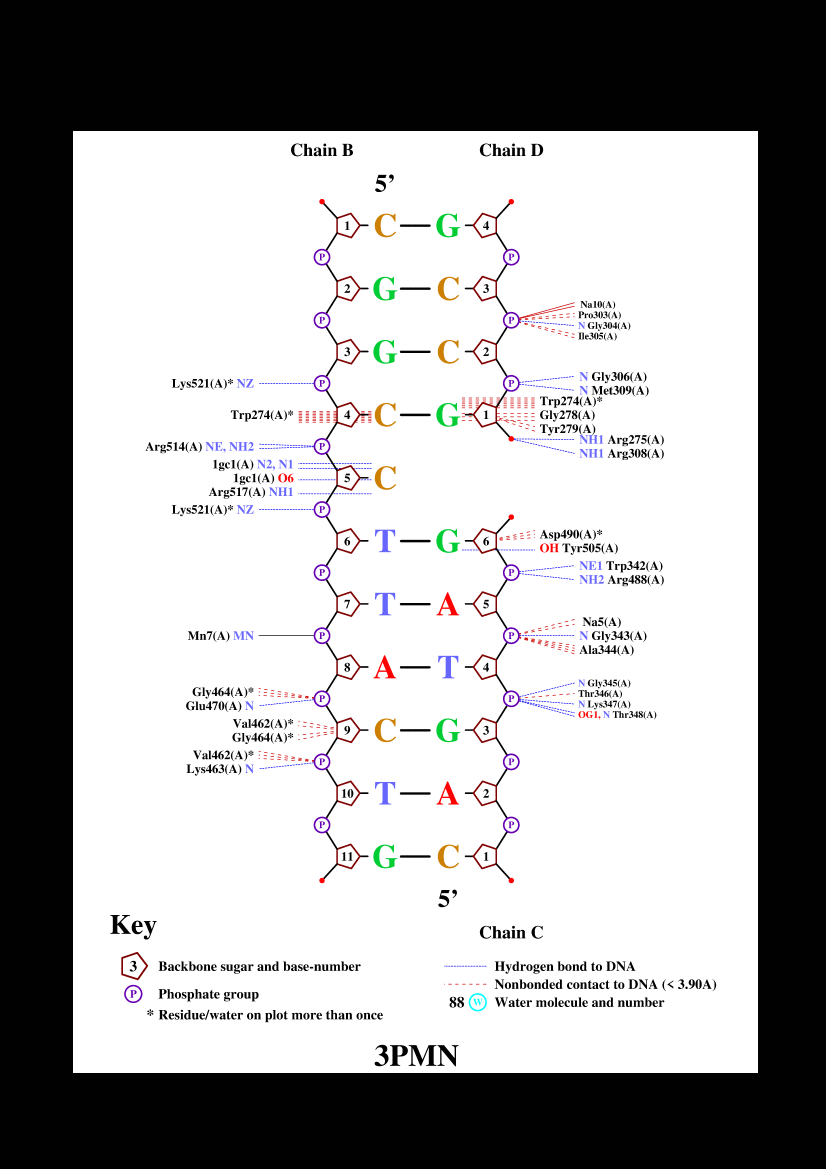 Chain B Chain D
5’
1 C G 4
P P
2 G C 3
Na10(A)
Pro303(A)
P P N Gly304(A)
Ile305(A)
3 G C 2
N Gly306(A)
Lys521(A)* NZ P P
N Met309(A)
Trp274(A)*
Trp274(A)* 4 C G 1 Gly278(A)
Tyr279(A)
NH1 Arg275(A)
Arg514(A) NE, NH2 P
NH1 Arg308(A)
1gc1(A) N2, N1
1gc1(A) O6 5 C
Arg517(A) NH1
Lys521(A)* NZ P
Asp490(A)*
6 T G 6
OH Tyr505(A)
NE1 Trp342(A)
P P
NH2 Arg488(A)
7 T A 5
Na5(A)
Mn7(A) MN P P N Gly343(A)
Ala344(A)
8 A T 4
N Gly345(A)
Gly464(A)* Thr346(A)
P P
Glu470(A) N N Lys347(A)
OG1, N Thr348(A)
Val462(A)*
9 C G 3
Gly464(A)*
Val462(A)*
P P
Lys463(A) N
10 T A 2
P P
11 G C 1
5’
Key
Chain C
3 Backbone sugar and base-number
Hydrogen bond to DNA
Nonbonded contact to DNA (< 3.90A)
P Phosphate group
88 W Water molecule and number
* Residue/water on plot more than once
3PMN